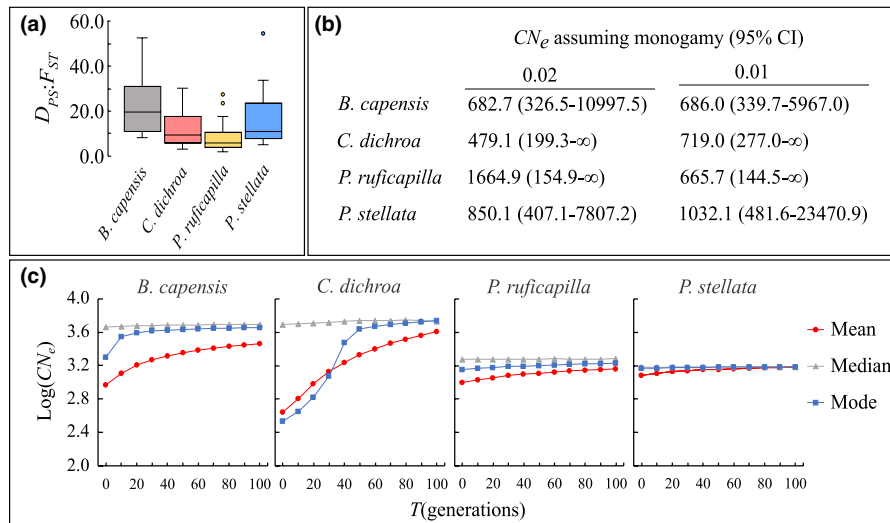 (a)
D_PS:F_ST
60.0
40.0
20.0
0.0
B. capensis
C. dichroa
P. ruficapilla
P. stellata
(b)
CN_e assuming monogamy (95% CI)
0.02 0.01
B. capensis 682.7 (326.5-10997.5) 686.0 (339.7-5967.0)
C. dichroa 479.1 (199.3-∞) 719.0 (277.0-∞)
P. ruficapilla 1664.9 (154.9-∞) 665.7 (144.5-∞)
P. stellata 850.1 (407.1-7807.2) 1032.1 (481.6-23470.9)
(c)
B. capensis C. dichroa P. ruficapilla P. stellata
Log(CN_e)
4.0
3.6
3.2
2.8
2.4
2.0
0 20 40 60 80 100 0 20 40 60 80 100 0 20 40 60 80 100 0 20 40 60 80 100
T(generations)
Mean
Median
Mode